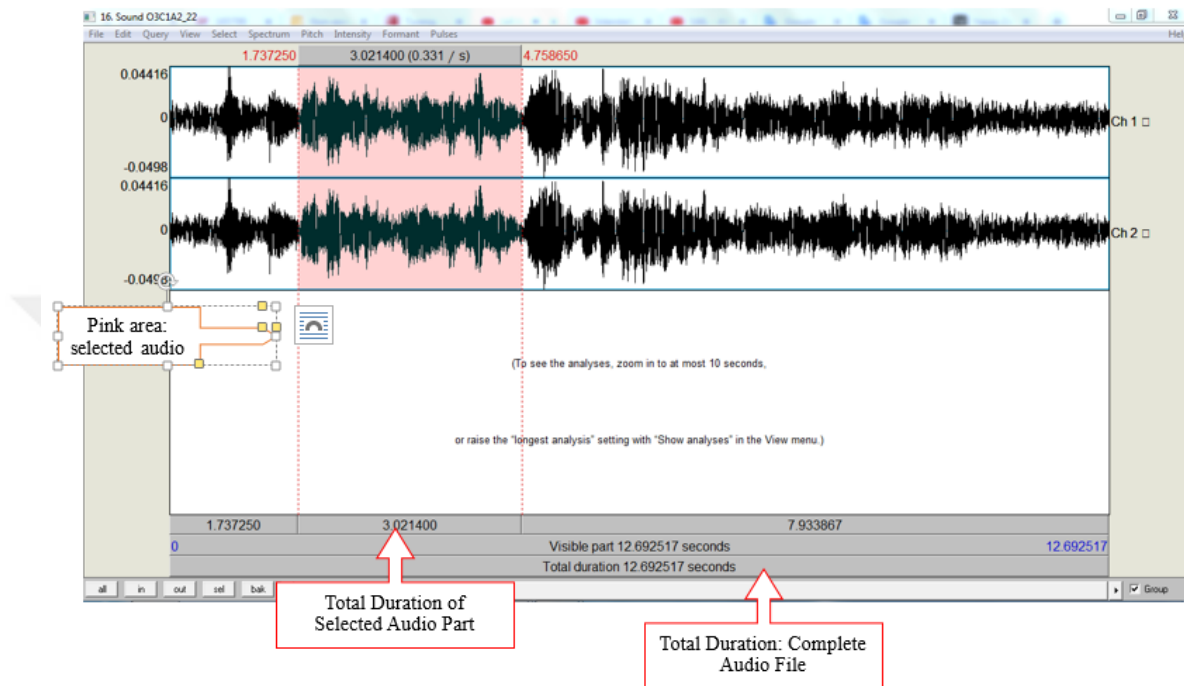 16. Sound O3C1A2_22
File Edit Query View Select Spectrum Pitch Intensity Formant Pulses Help
1.737250 3.021400 (0.331 / s) 4.758650
0.04416
0
-0.0498
Ch 1
0.04416
0
-0.0498
Ch 2
Pink area:
selected audio
(To see the analyses, zoom in to at most 10 seconds,
or raise the "longest analysis" setting with "Show analyses" in the View menu.)
1.737250 3.021400 7.933867
0 Visible part 12.692517 seconds 12.692517
Total duration 12.692517 seconds
all in out sel bak Group
Total Duration of
Selected Audio Part
Total Duration: Complete
Audio File